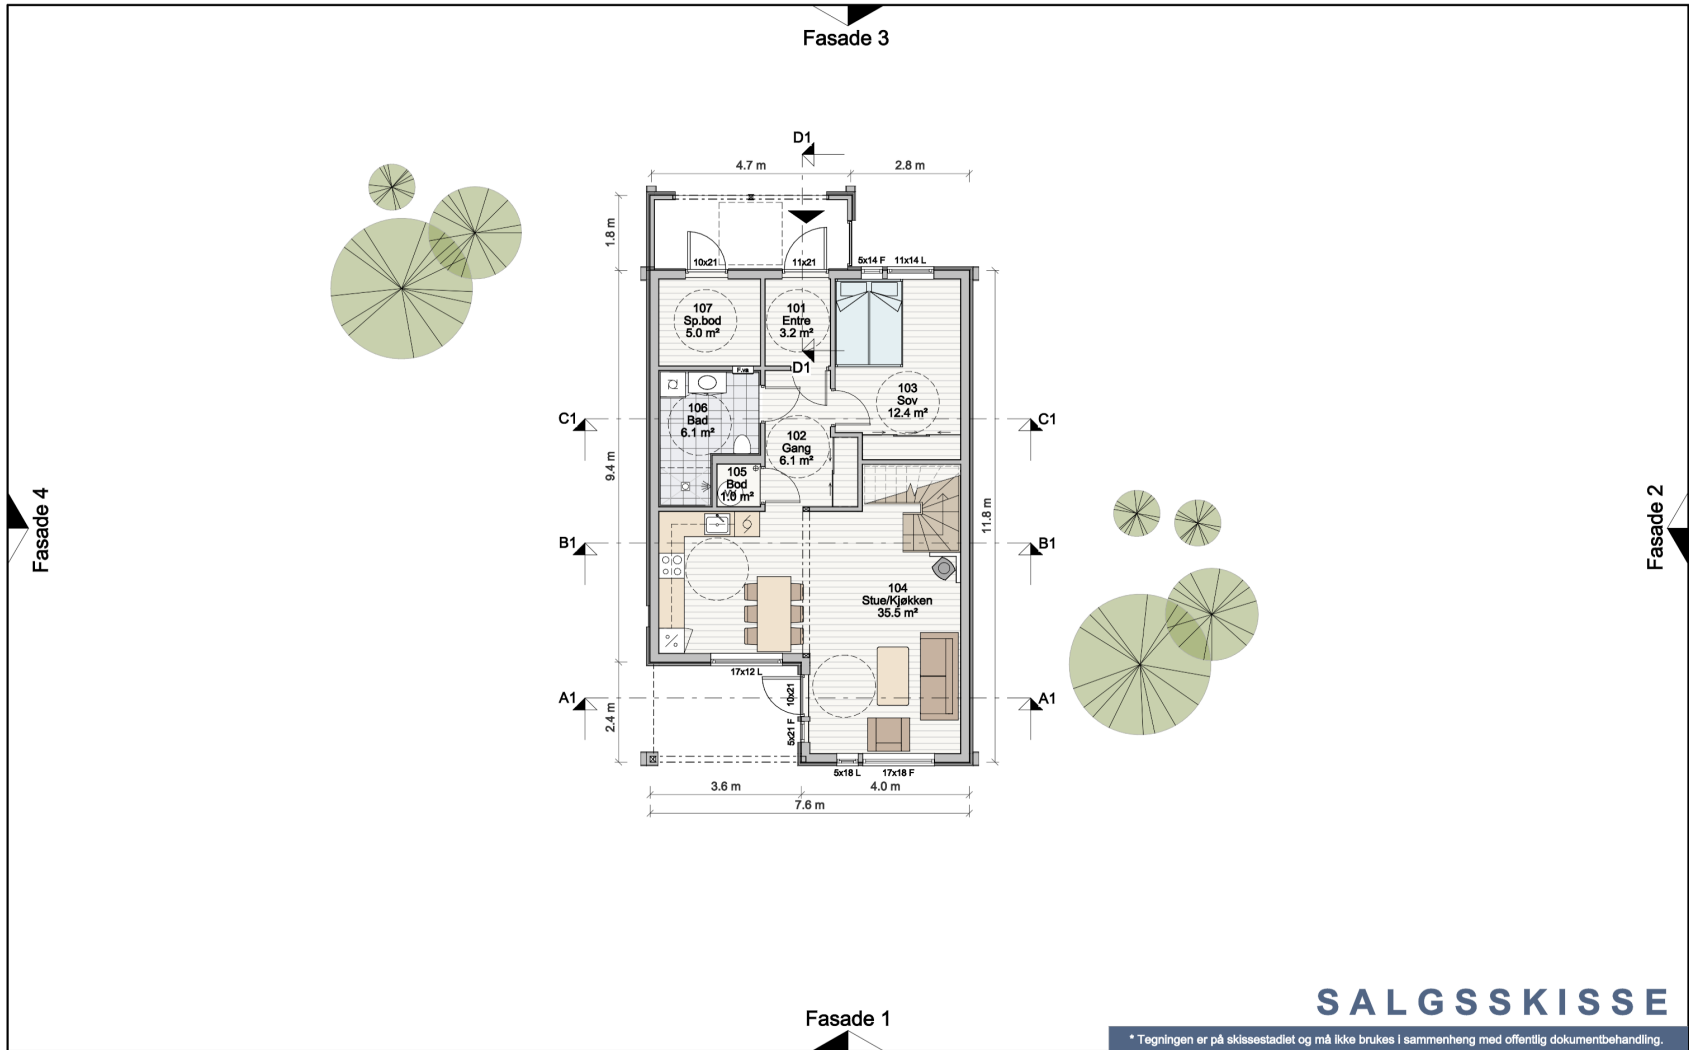 Fasade 3
D1
4.7 m
2.8 m
1.8 m
10x21
11x21
5x14 F
11x14 L
107
Sp.bod
5.0 m²
101
Entre
3.2 m²
D1
F.vs
103
Sov
12.4 m²
106
Bad
6.1 m²
C1
C1
102
Gang
6.1 m²
9.4 m
105
Bod
1.0 m²
Fasade 4
Fasade 2
11.8 m
B1
B1
104
Stue/Kjøkken
35.5 m²
17x12 L
10x21
A1
A1
2.4 m
5x21 F
5x18 L
17x18 F
3.6 m
4.0 m
7.6 m
SALGSSKISSE
Fasade 1
* Tegningen er på skissestadiet og må ikke brukes i sammenheng med offentlig dokumentbehandling.